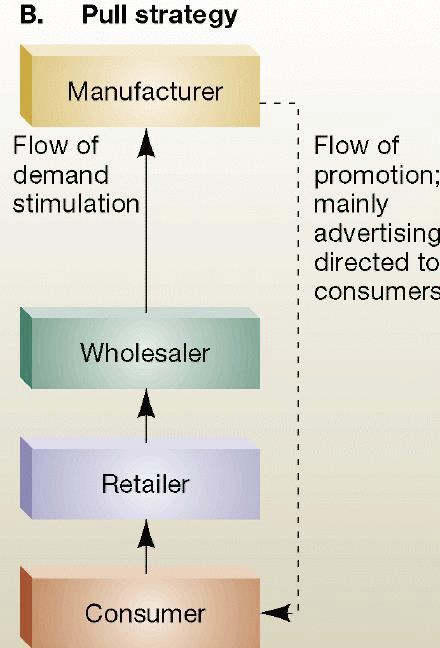 B. Pull strategy
Manufacturer
Flow of
demand
stimulation
Flow of
promotion;
mainly
advertising
directed to
consumers
Wholesaler
Retailer
Consumer